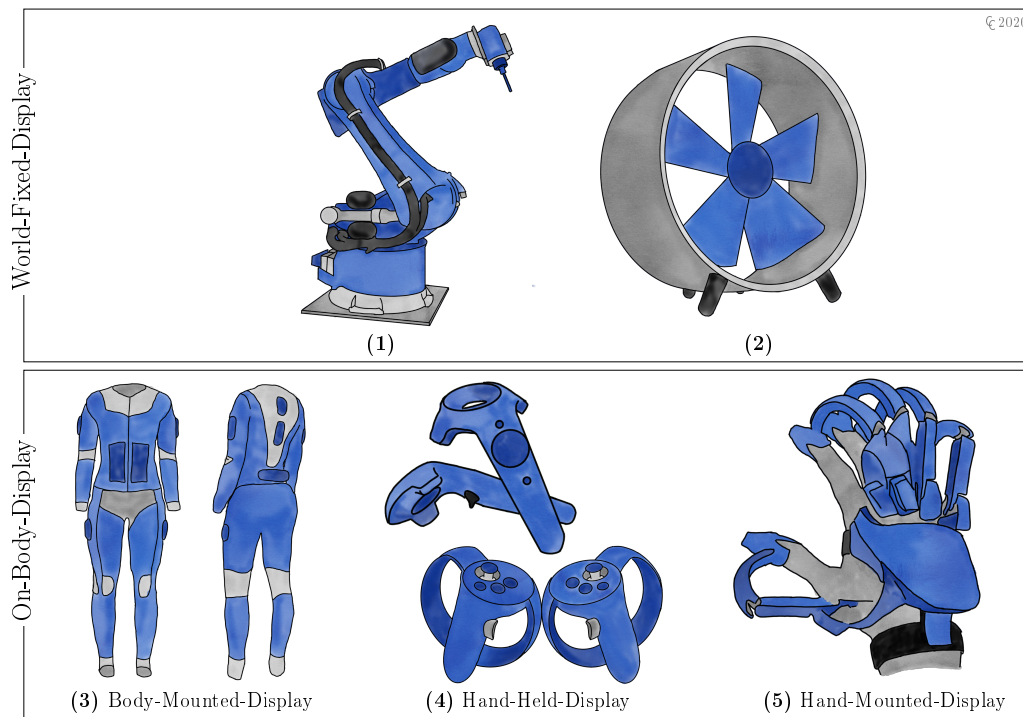 World-Fixed-Display
2020
(1)
(2)
On-Body-Display
(3) Body-Mounted-Display
(4) Hand-Held-Display
(5) Hand-Mounted-Display